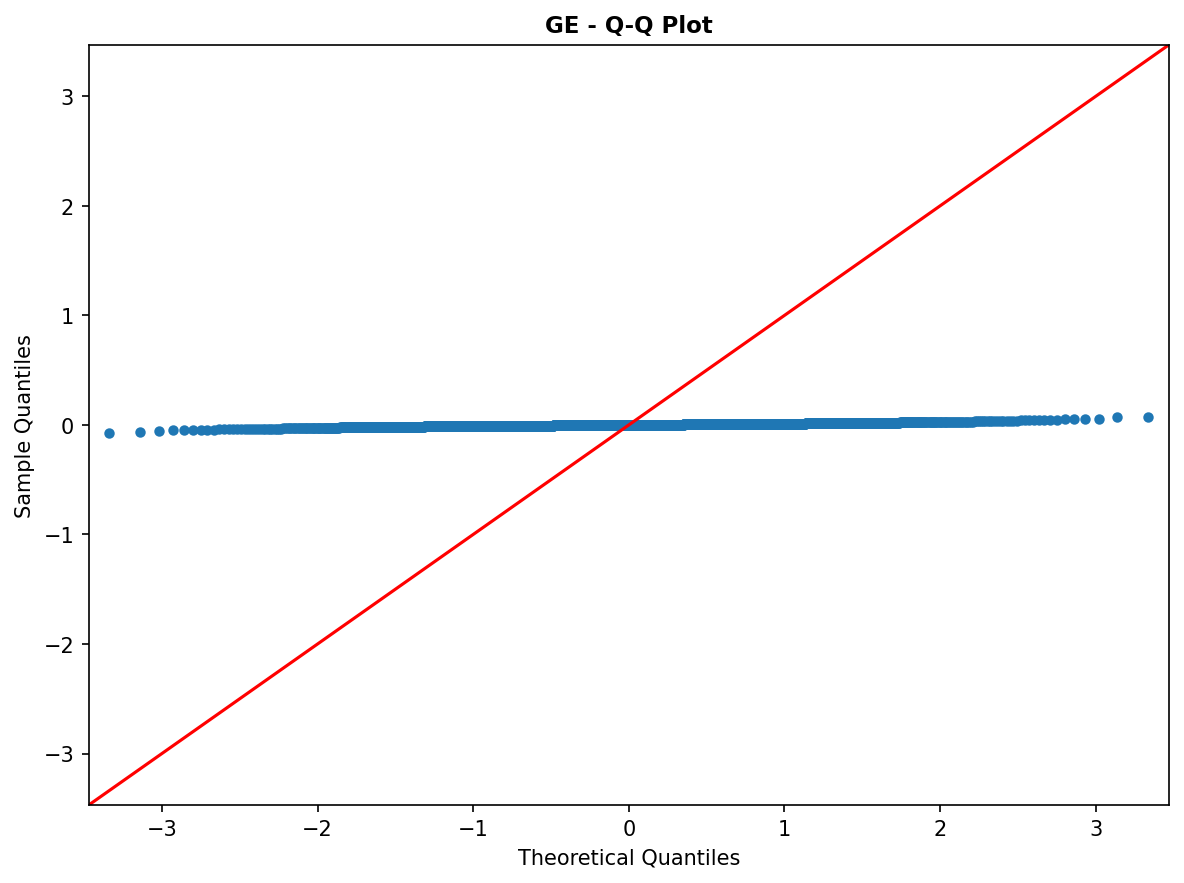 GE - Q-Q Plot
3
2
1
0
−1
−2
−3
Sample Quantiles
−3 −2 −1 0 1 2 3
Theoretical Quantiles